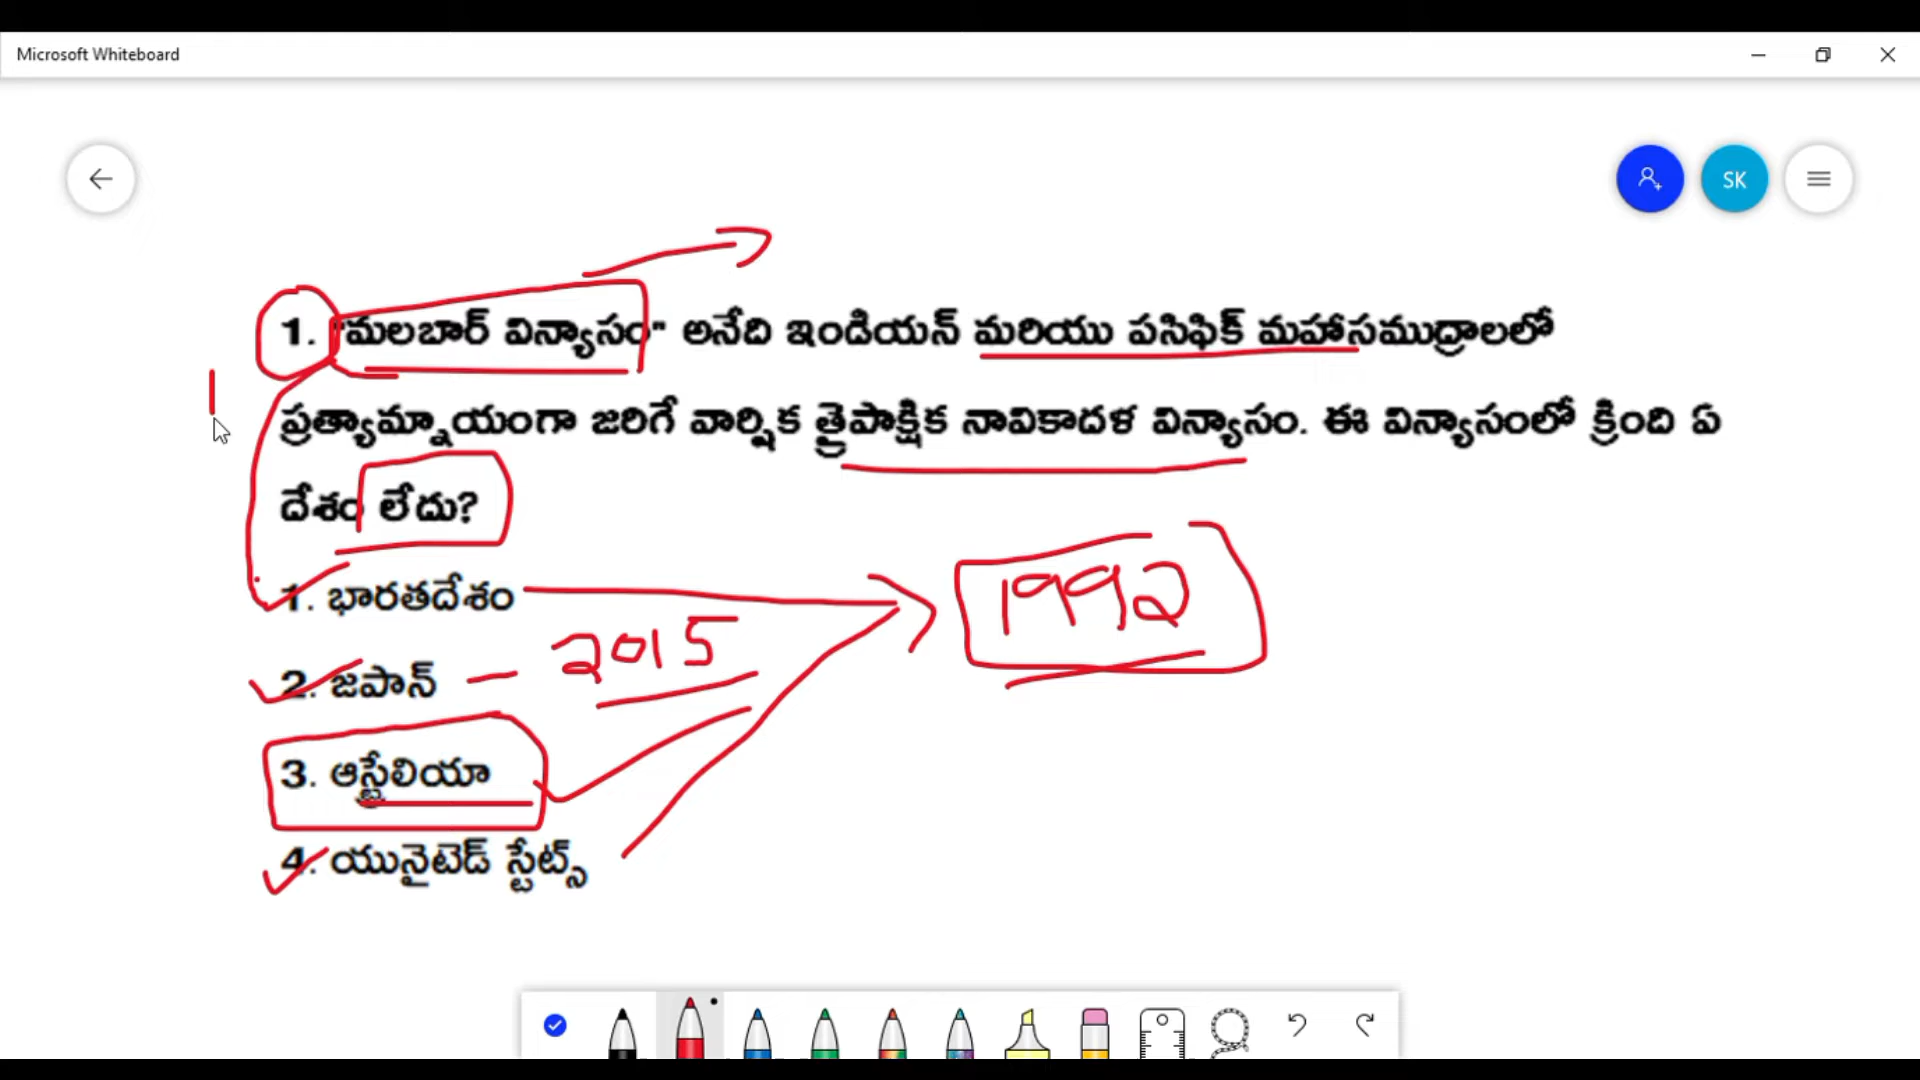 Microsoft Whiteboard
SK
1. "మలబార్ విన్యాసం" అనేది ఇండియన్ మరియు పసిఫిక్ మహాసముద్రాలలో
ప్రత్యామ్నాయంగా జరిగే వార్షిక త్రైపాక్షిక నావికాదళ విన్యాసం. ఈ విన్యాసంలో క్రింది ఏ
దేశం లేదు?
1. భారతదేశం
1992
2. జపాన్ - 2015
3. ఆస్ట్రేలియా
4. యునైటెడ్ స్టేట్స్